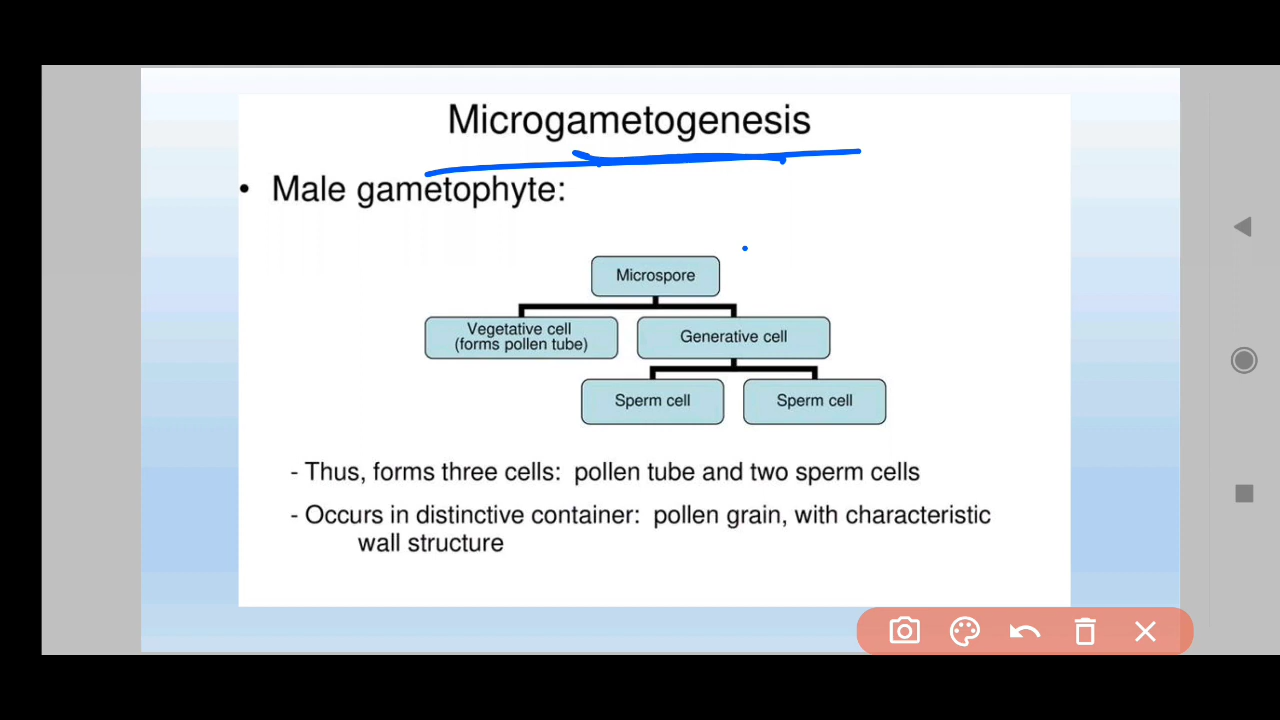 Microgametogenesis
• Male gametophyte:
Microspore
Vegetative cell
(forms pollen tube)
Generative cell
Sperm cell
Sperm cell
- Thus, forms three cells: pollen tube and two sperm cells
- Occurs in distinctive container: pollen grain, with characteristic
wall structure